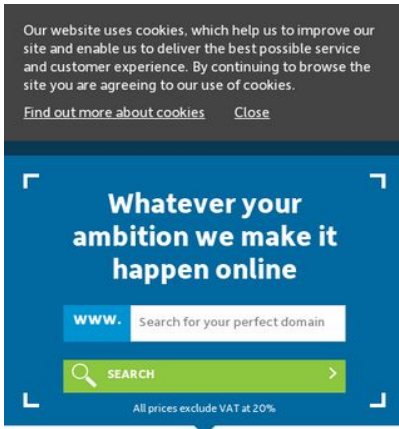 Our website uses cookies, which help us to improve our
site and enable us to deliver the best possible service
and customer experience. By continuing to browse the
site you are agreeing to our use of cookies.
Find out more about cookies Close
Whatever your
ambition we make it
happen online
www. Search for your perfect domain
SEARCH
All prices exclude VAT at 20%